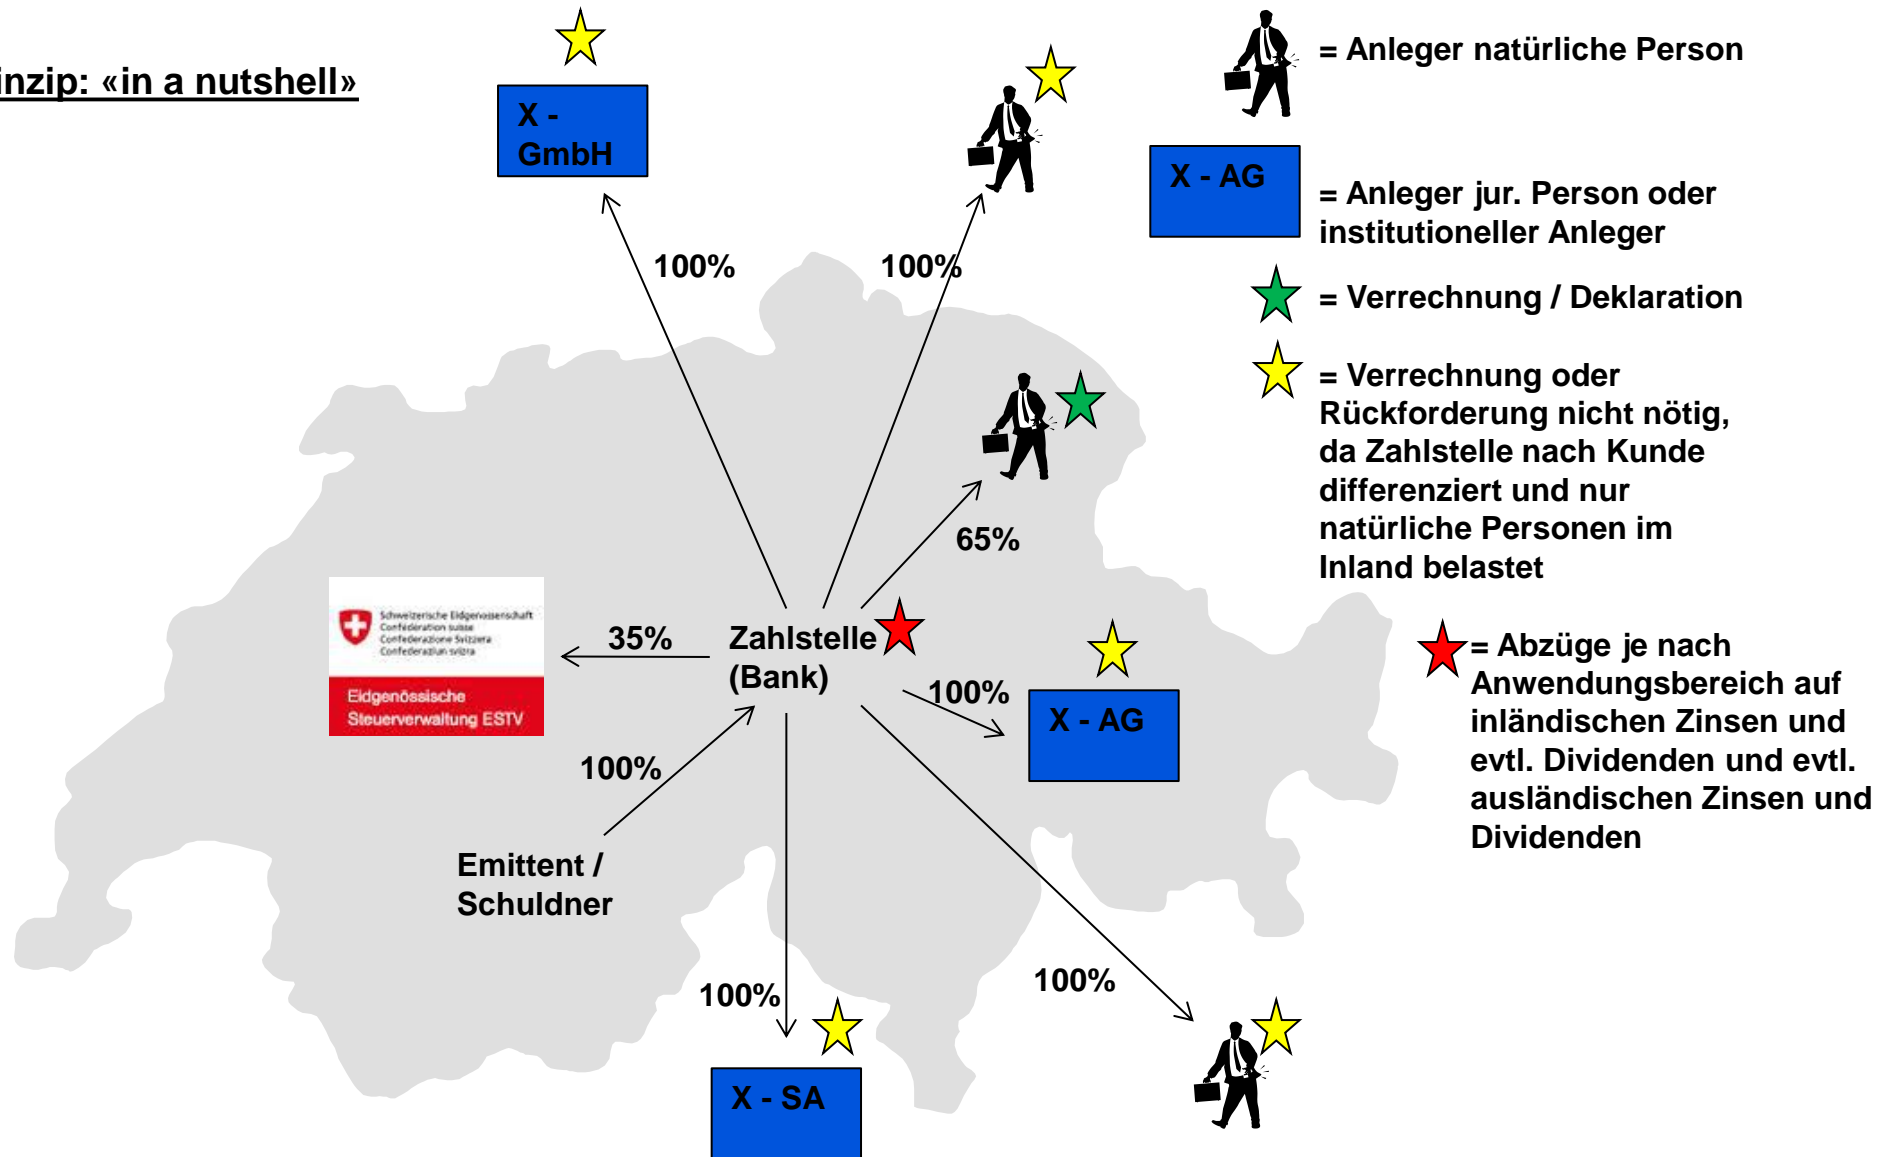 inzip: «in a nutshell»
X -
GmbH
= Anleger natürliche Person
X - AG
= Anleger jur. Person oder
institutioneller Anleger
100%
100%
= Verrechnung / Deklaration
= Verrechnung oder
Rückforderung nicht nötig,
da Zahlstelle nach Kunde
differenziert und nur
natürliche Personen im
Inland belastet
65%
Schweizerische Eidgenossenschaft
Confédération suisse
Confederazione Svizzera
Confederaziun svizra
Eidgenössische
Steuerverwaltung ESTV
35%
Zahlstelle
(Bank)
= Abzüge je nach
Anwendungsbereich auf
inländischen Zinsen und
evtl. Dividenden und evtl.
ausländischen Zinsen und
Dividenden
100%
X - AG
100%
Emittent /
Schuldner
100%
100%
X - SA